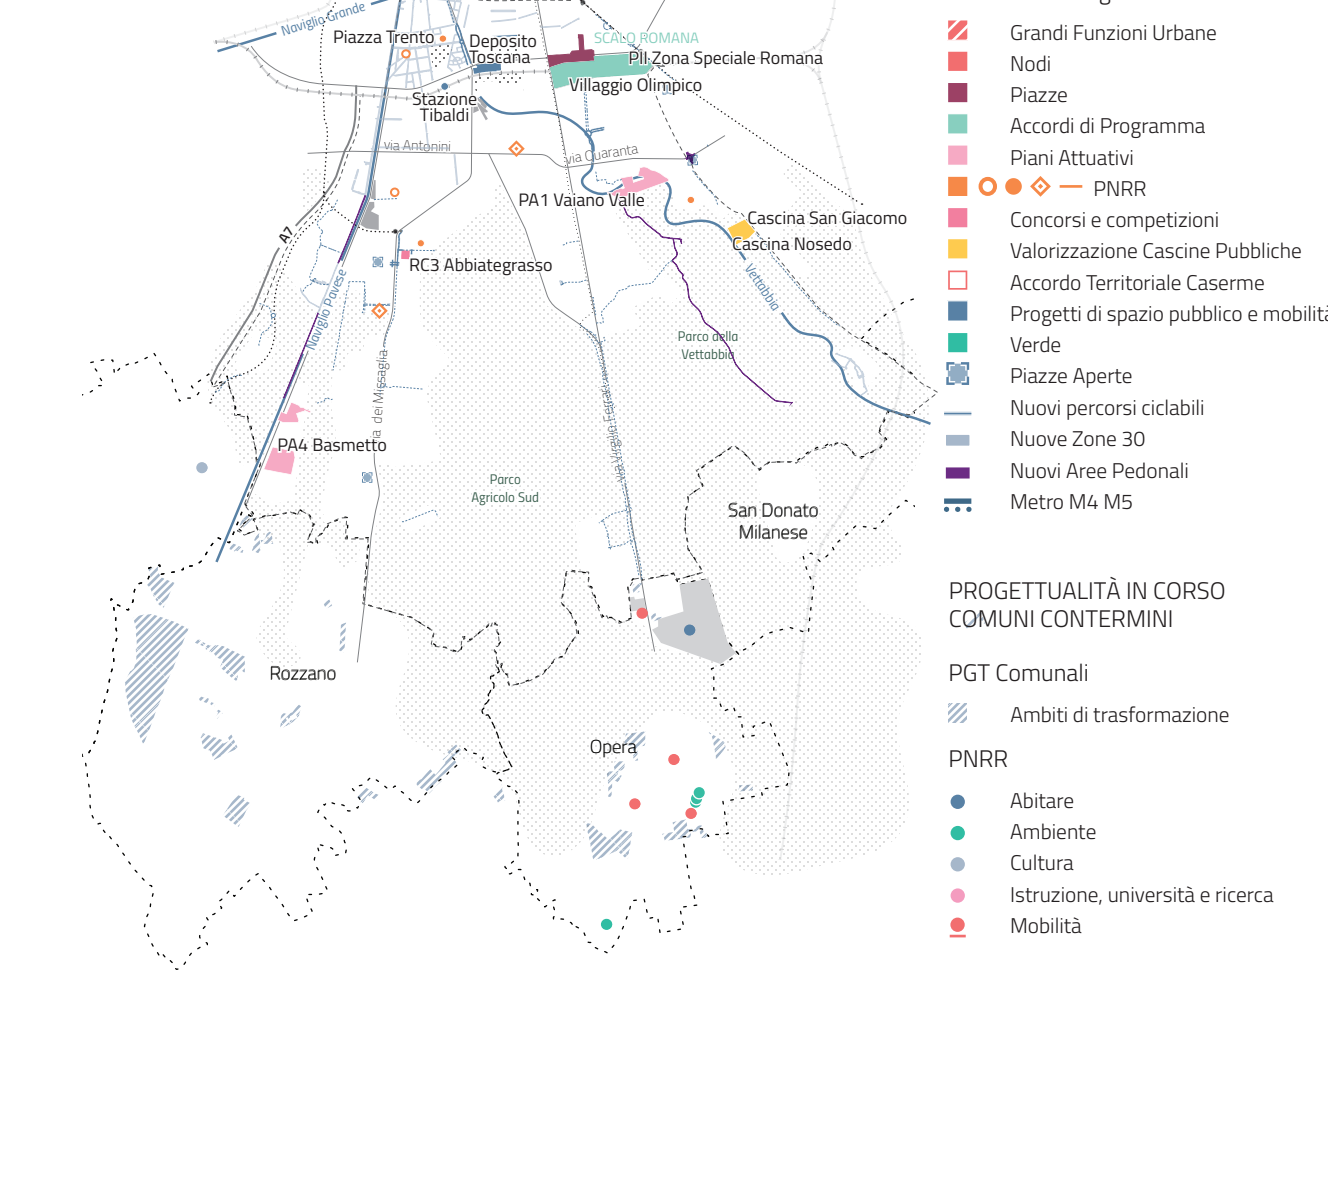 Naviglio Grande
Piazza Trento
Deposito
Toscana
SCALO ROMANA
PII Zona Speciale Romana
Villaggio Olimpico
Stazione
Tibaldi
via Antonini
via Quaranta
PA1 Vaiano Valle
Cascina San Giacomo
Cascina Nosedo
A7
RC3 Abbiategrasso
Vettabbia
Naviglio Pavese
Parco della
Vettabbia
dei Missaglia
PA4 Basmetto
Parco
Agricolo Sud
San Donato
Milanese
Rozzano
Opera
Grandi Funzioni Urbane
Nodi
Piazze
Accordi di Programma
Piani Attuativi
PNRR
Concorsi e competizioni
Valorizzazione Cascine Pubbliche
Accordo Territoriale Caserme
Progetti di spazio pubblico e mobilità
Verde
Piazze Aperte
Nuovi percorsi ciclabili
Nuove Zone 30
Nuovi Aree Pedonali
Metro M4 M5
PROGETTUALITÀ IN CORSO
COMUNI CONTERMINI
PGT Comunali
Ambiti di trasformazione
PNRR
Abitare
Ambiente
Cultura
Istruzione, università e ricerca
Mobilità